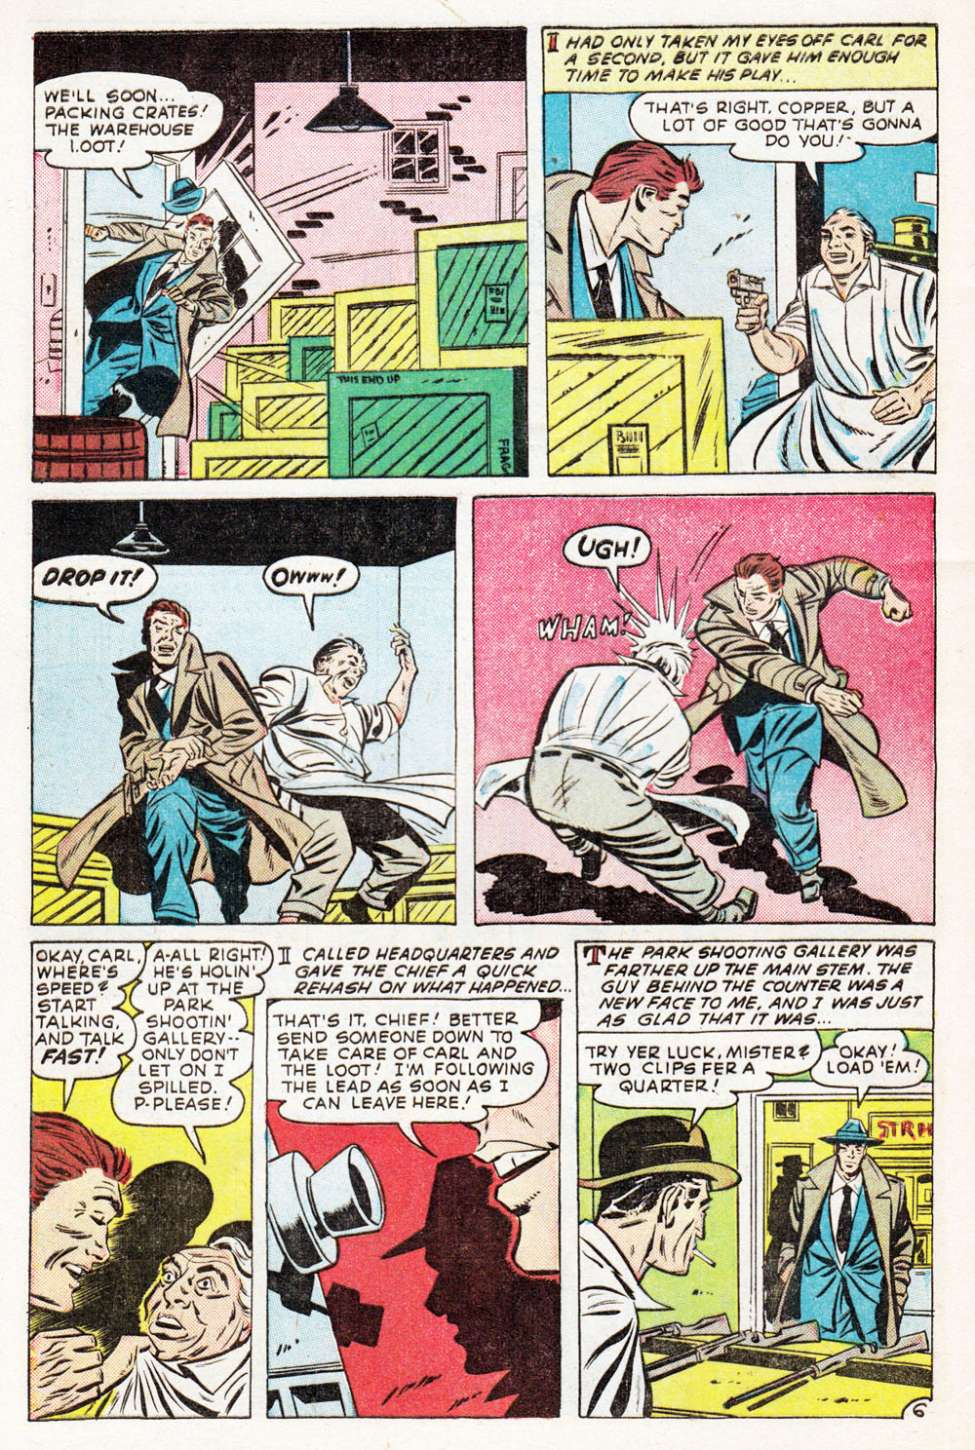 WE'LL SOON...
PACKING CRATES!
THE WAREHOUSE
LOOT!
THIS END UP
FRAG
I HAD ONLY TAKEN MY EYES OFF CARL FOR
A SECOND, BUT IT GAVE HIM ENOUGH
TIME TO MAKE HIS PLAY...
THAT'S RIGHT, COPPER, BUT A
LOT OF GOOD THAT'S GONNA
DO YOU!
DROP IT!
OWWW!
UGH!
WHAM!
OKAY, CARL,
WHERE'S
SPEED?
START
TALKING,
AND TALK
FAST!
A-ALL RIGHT!
HE'S HOLIN'
UP AT THE
PARK
SHOOTIN'
GALLERY--
ONLY DON'T
LET ON I
SPILLED.
P-PLEASE!
I CALLED HEADQUARTERS AND
GAVE THE CHIEF A QUICK
REHASH ON WHAT HAPPENED...
THAT'S IT, CHIEF! BETTER
SEND SOMEONE DOWN TO
TAKE CARE OF CARL AND
THE LOOT! I'M FOLLOWING
THE LEAD AS SOON AS I
CAN LEAVE HERE!
THE PARK SHOOTING GALLERY WAS
FARTHER UP THE MAIN STEM. THE
GUY BEHIND THE COUNTER WAS A
NEW FACE TO ME, AND I WAS JUST
AS GLAD THAT IT WAS...
TRY YER LUCK, MISTER?
TWO CLIPS FER A
QUARTER!
OKAY!
LOAD 'EM!
STRI
6